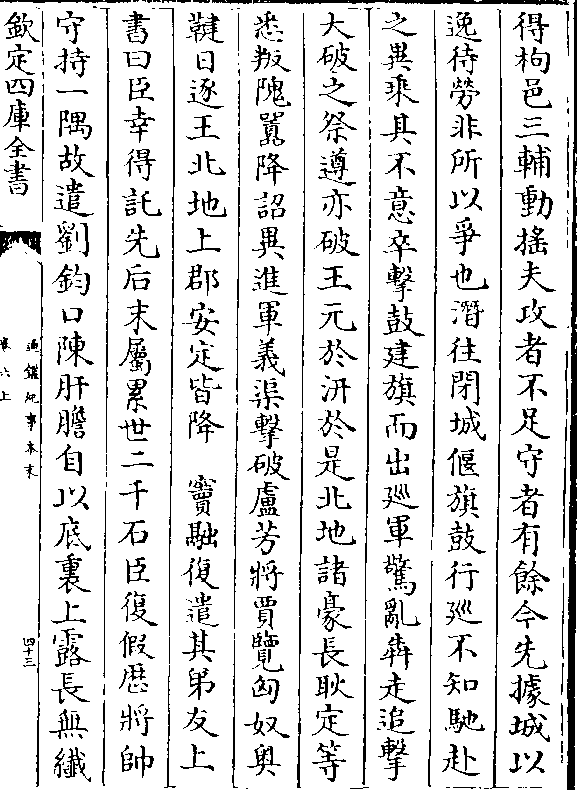 得栒邑三輔動搖夫攻者不足守者有餘今先據城以
逸待勞非所以爭也潛往閉城偃旗鼓行廵不知馳赴
之異乘其不意卒擊鼓建旗而出廵軍驚亂犇走追擊
大破之祭遵亦破王元於汧於是北地諸豪長耿定等
悉叛隗囂降詔異進軍義渠擊破盧芳將賈覽匈奴奥
鞬日逐王北地上郡安定皆降 竇融復遣其弟友上
書曰臣幸得託先后末屬累世二千石臣復假歴將帥
守持一隅故遣劉鈞口陳肝膽自以底裏上露長無纎
欽定四庫全書
通鑑紀事本末
卷六上
四十三